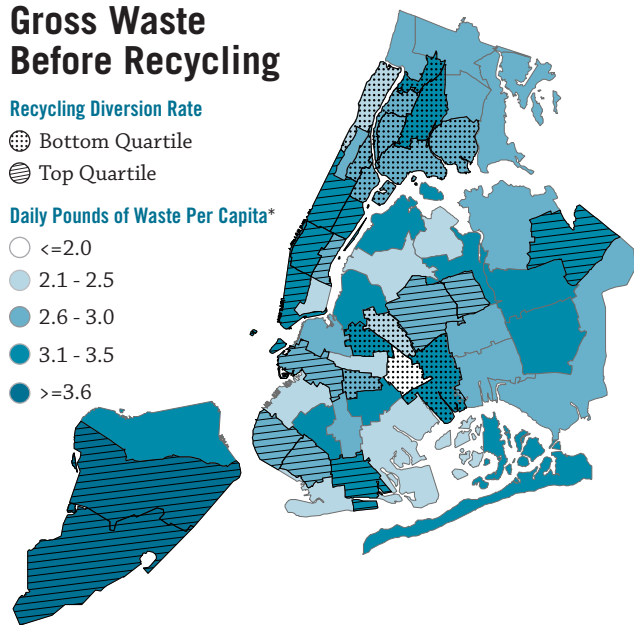 Gross Waste
Before Recycling
Recycling Diversion Rate
Bottom Quartile
Top Quartile
Daily Pounds of Waste Per Capita*
<=2.0
2.1 - 2.5
2.6 - 3.0
3.1 - 3.5
>=3.6